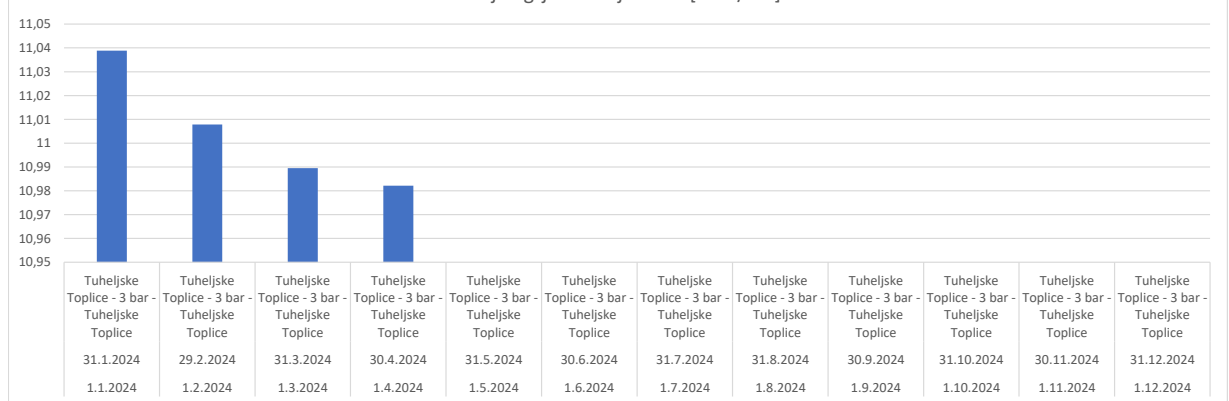 11,05
11,04
11,03
11,02
11,01
11
10,99
10,98
10,97
10,96
10,95
Tuheljske Tuheljske Tuheljske Tuheljske Tuheljske Tuheljske Tuheljske Tuheljske Tuheljske Tuheljske Tuheljske Tuheljske
Toplice - 3 bar - Toplice - 3 bar - Toplice - 3 bar - Toplice - 3 bar - Toplice - 3 bar - Toplice - 3 bar - Toplice - 3 bar - Toplice - 3 bar - Toplice - 3 bar - Toplice - 3 bar - Toplice - 3 bar - Toplice - 3 bar -
Tuheljske Tuheljske Tuheljske Tuheljske Tuheljske Tuheljske Tuheljske Tuheljske Tuheljske Tuheljske Tuheljske Tuheljske
Toplice Toplice Toplice Toplice Toplice Toplice Toplice Toplice Toplice Toplice Toplice Toplice
31.1.2024 29.2.2024 31.3.2024 30.4.2024 31.5.2024 30.6.2024 31.7.2024 31.8.2024 30.9.2024 31.10.2024 30.11.2024 31.12.2024
1.1.2024 1.2.2024 1.3.2024 1.4.2024 1.5.2024 1.6.2024 1.7.2024 1.8.2024 1.9.2024 1.10.2024 1.11.2024 1.12.2024